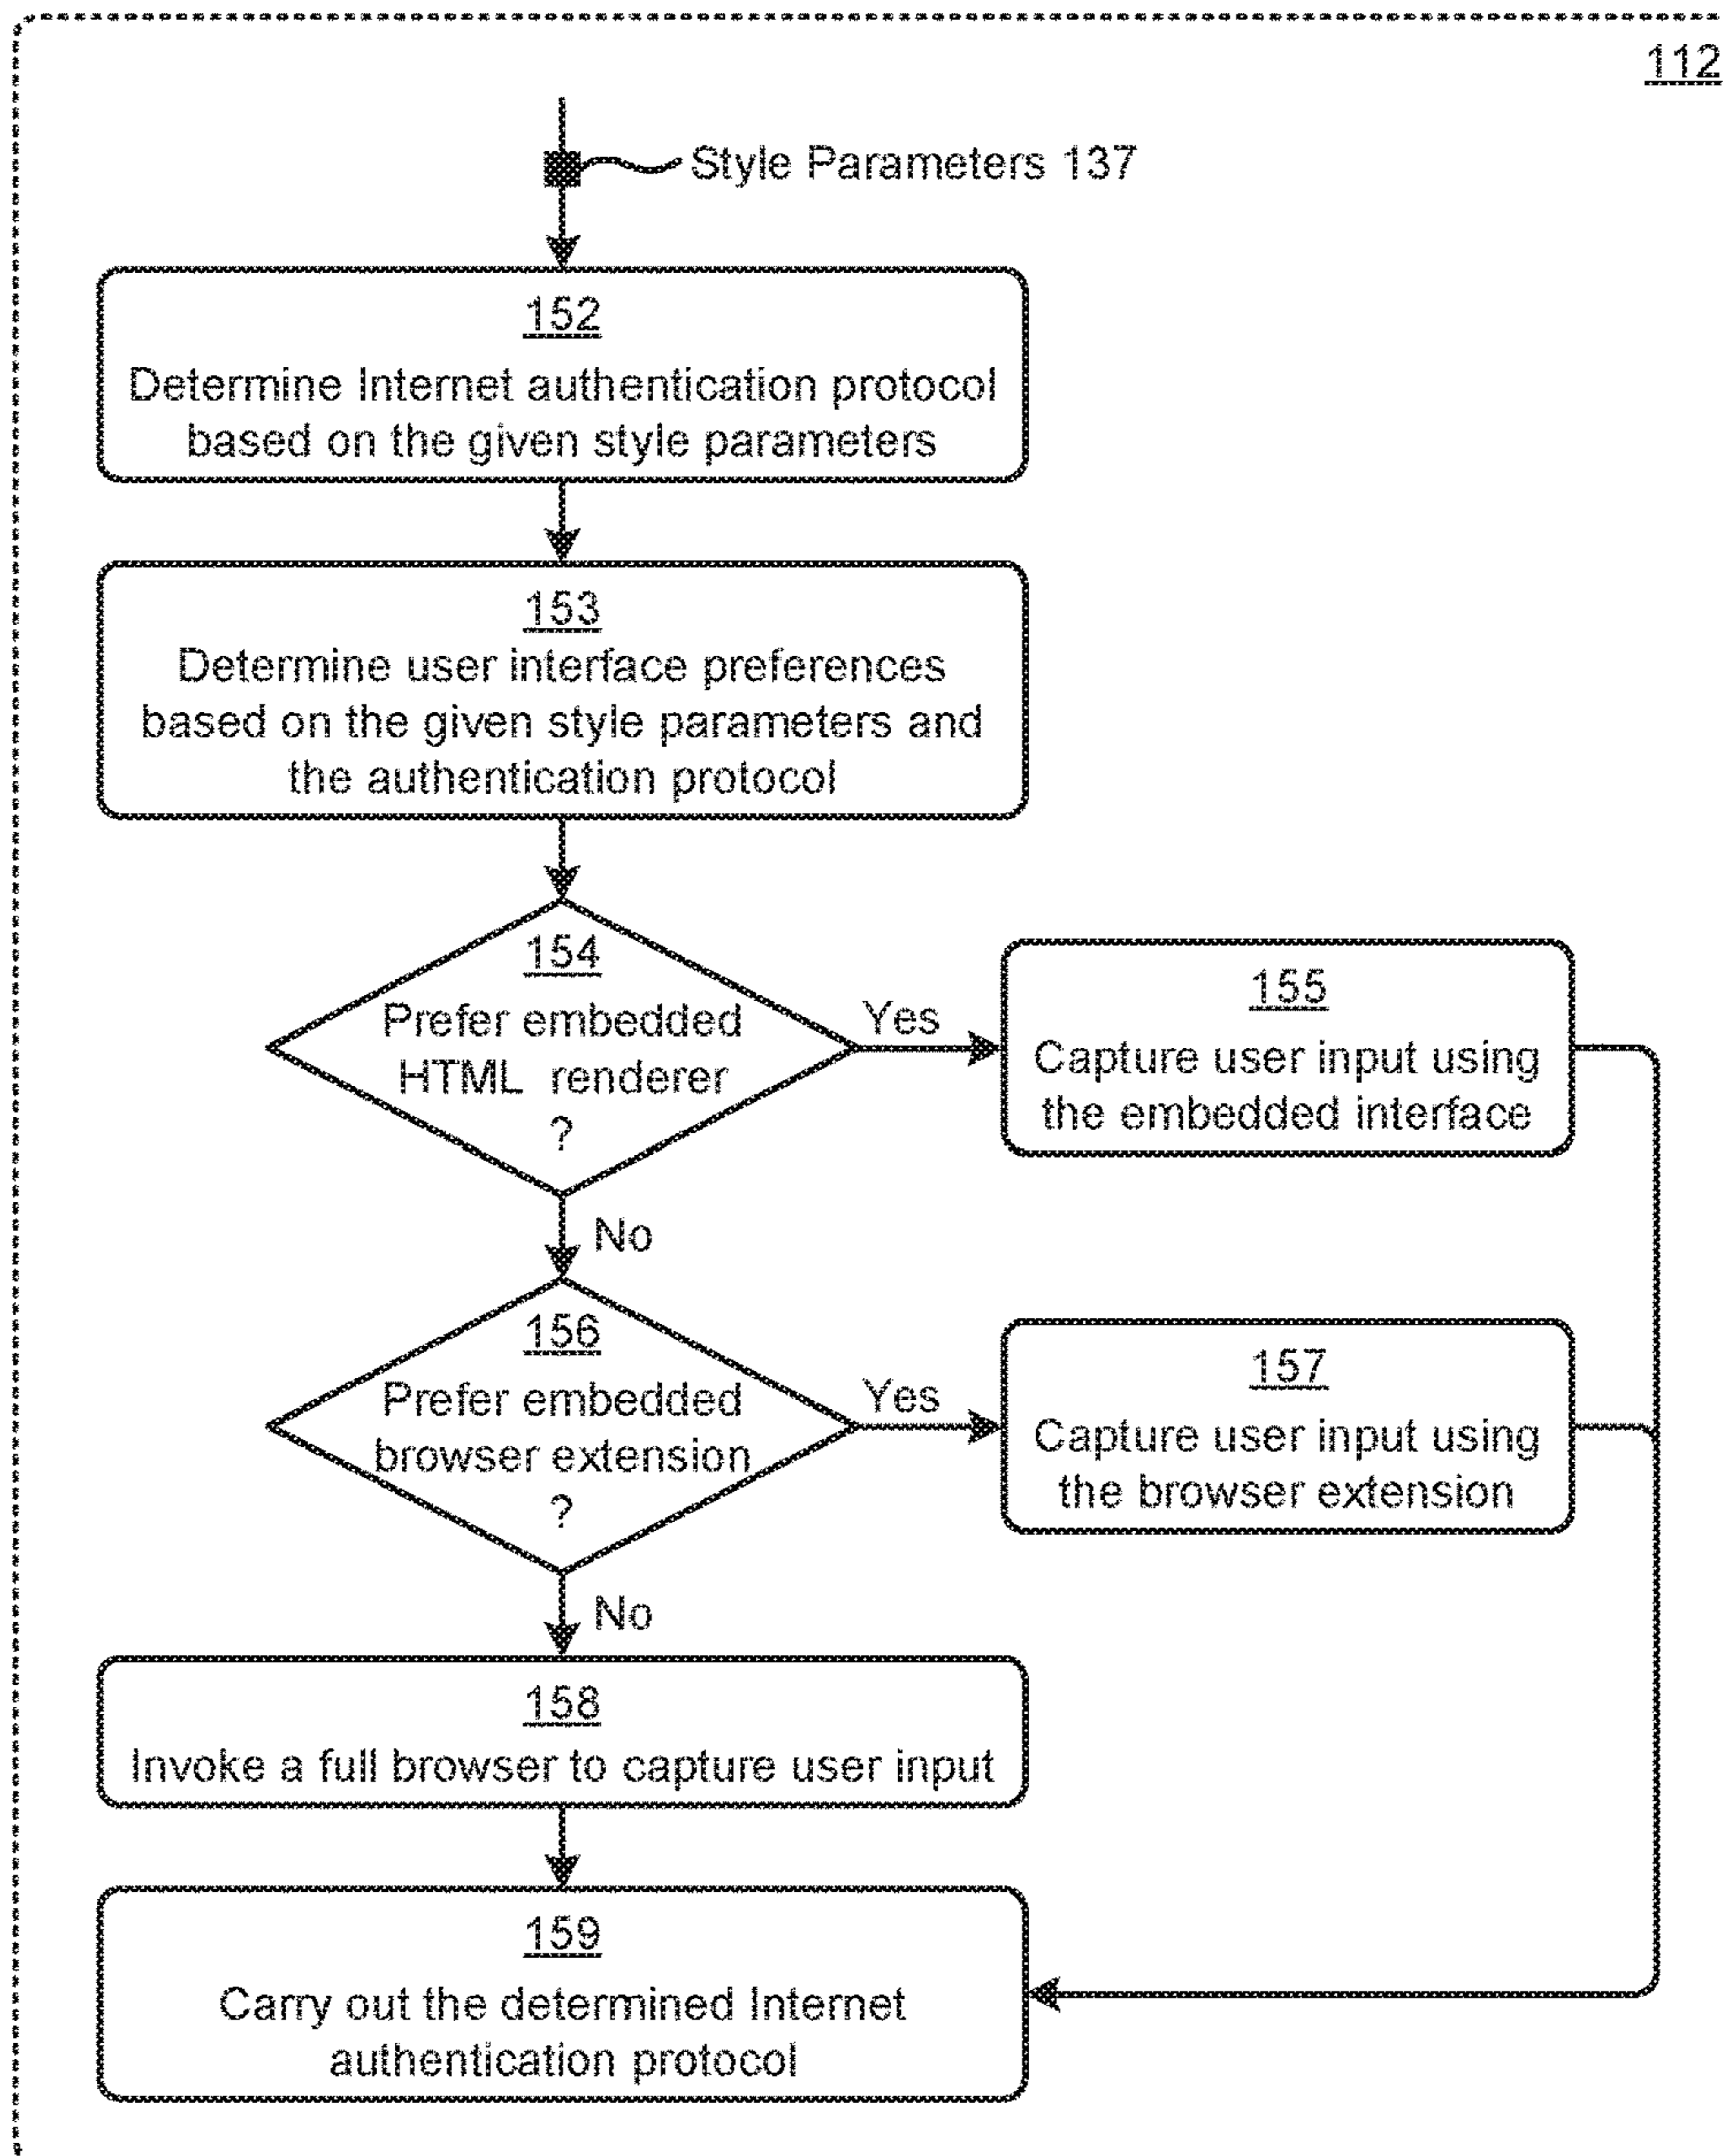 112
Style Parameters 137
152
Determine Internet authentication protocol
based on the given style parameters
153
Determine user interface preferences
based on the given style parameters and
the authentication protocol
154
Prefer embedded
HTML renderer
?
Yes
155
Capture user input using
the embedded interface
No
156
Prefer embedded
browser extension
?
Yes
157
Capture user input using
the browser extension
No
158
Invoke a full browser to capture user input
159
Carry out the determined Internet
authentication protocol